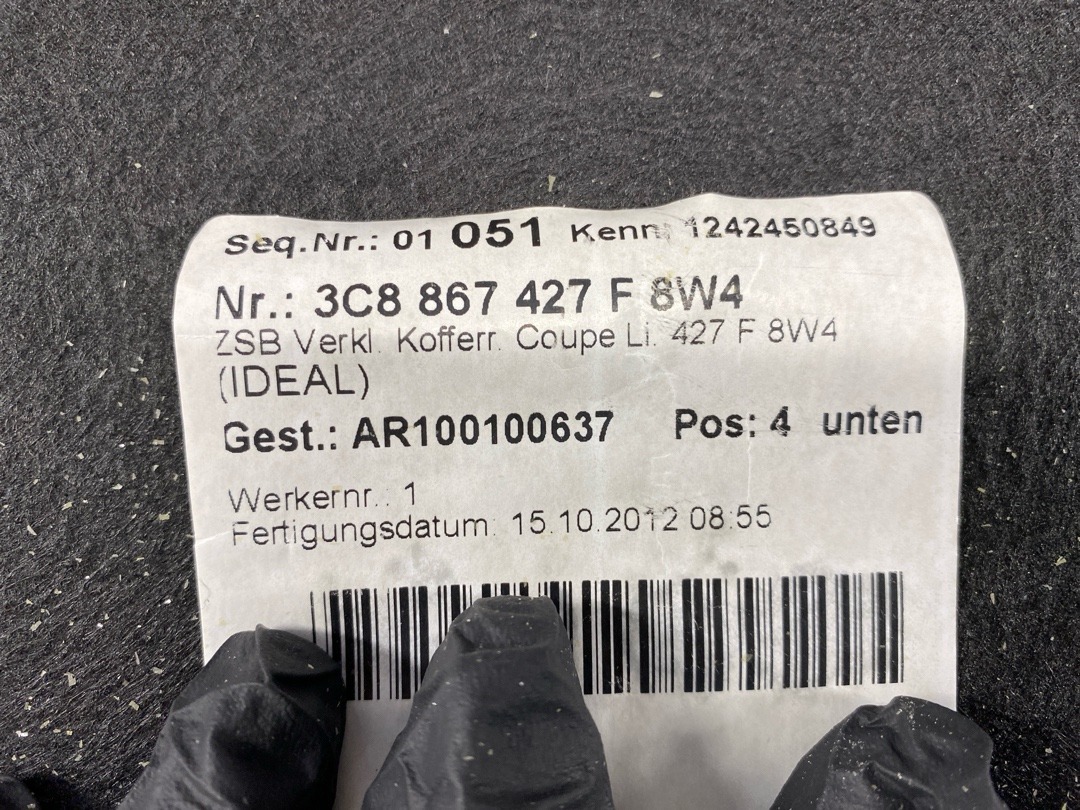 Seq.Nr.: 01 051 Kenn 1242450849
Nr.: 3C8 867 427 F 8W4
ZSB Verkl. Kofferr. Coupe Li. 427 F 8W4
(IDEAL)
Gest.: AR100100637 Pos: 4 unten
Werkernr.: 1
Fertigungsdatum: 15.10.2012 08:55